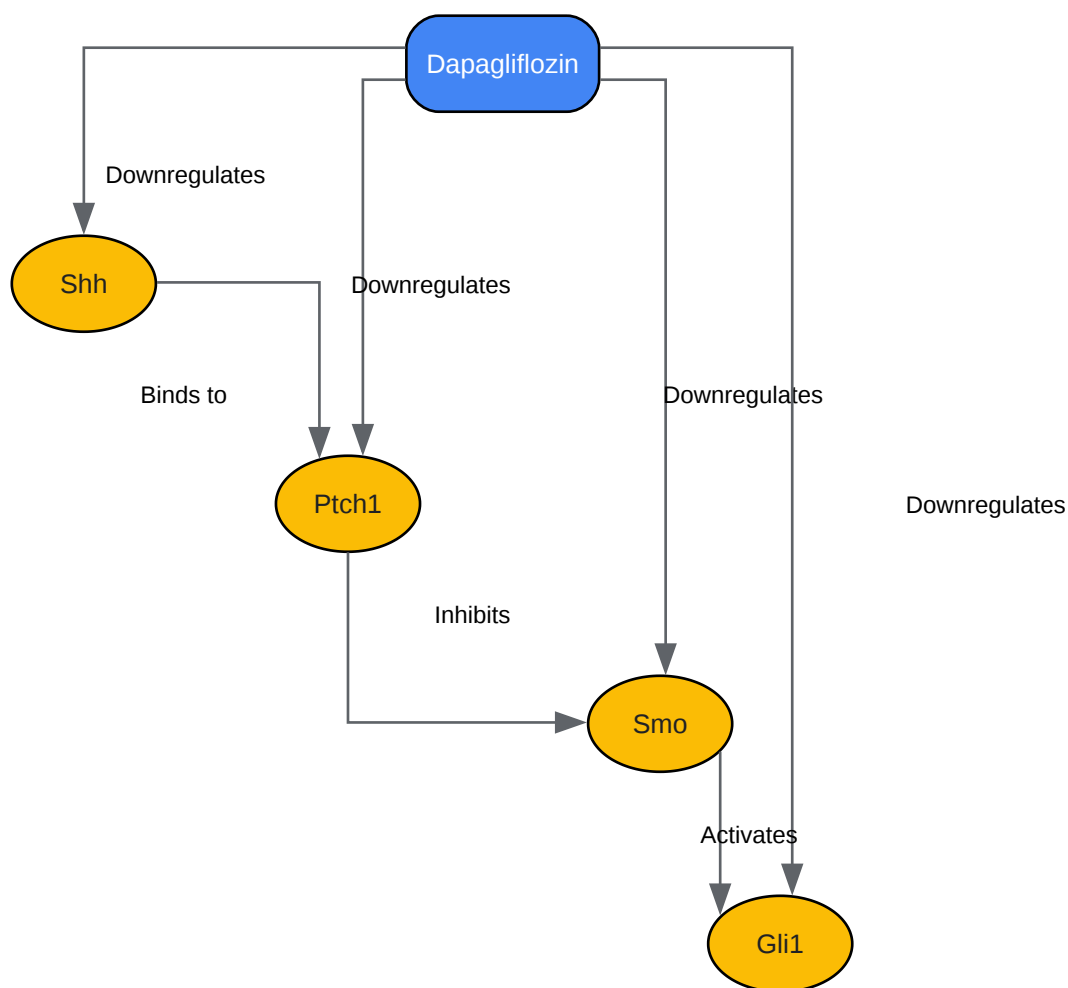 Dapagliflozin
Downregulates
Shh
Downregulates
Binds to
Downregulates
Ptch1
Downregulates
Inhibits
Smo
Activates
Gli1